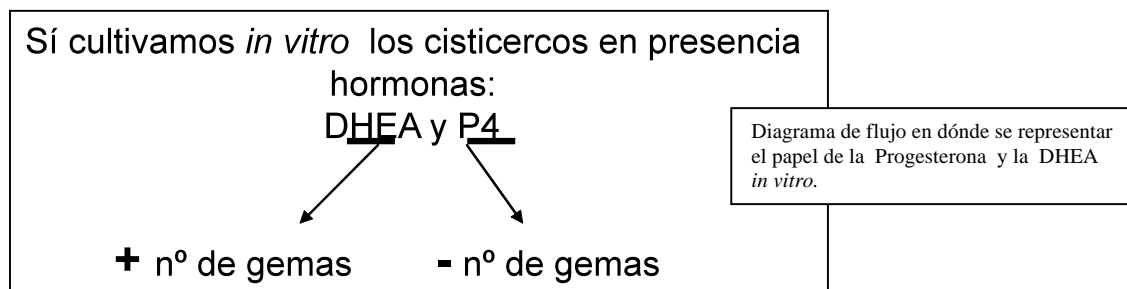 Sí cultivamos in vitro los cisticercos en presencia
hormonas:
DHEA y P4
+ nº de gemas
- nº de gemas
Diagrama de flujo en dónde se representar
el papel de la Progesterona y la DHEA
in vitro.